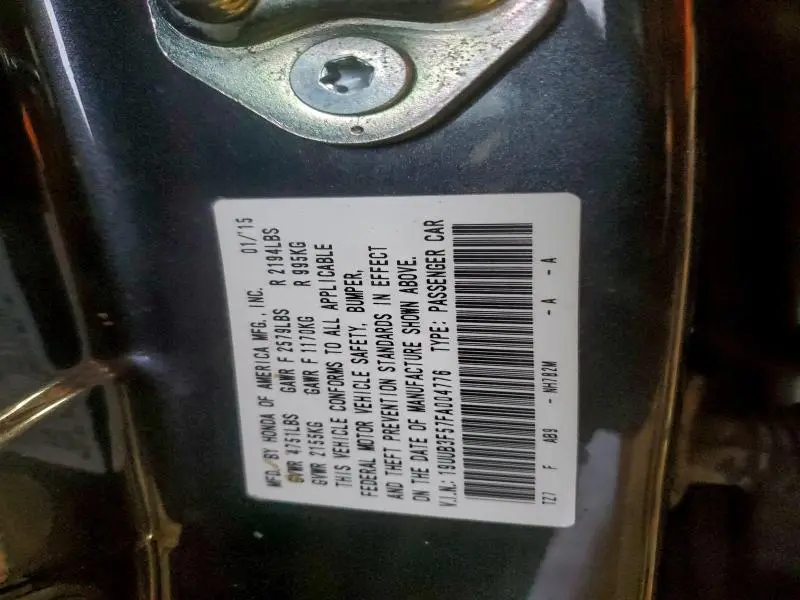 MFD. BY HONDA OF AMERICA MFG., INC. 01/'15
GVWR 4751LBS GAWR F 2579LBS R 2194LBS
GVWR 2155KG GAWR F 1170KG R 995KG
THIS VEHICLE CONFORMS TO ALL APPLICABLE
FEDERAL MOTOR VEHICLE SAFETY, BUMPER,
AND THEFT PREVENTION STANDARDS IN EFFECT
ON THE DATE OF MANUFACTURE SHOWN ABOVE.
V.I.N.: 19UUB3F57FA004776 TYPE: PASSENGER CAR
TZ7 F AB9 - NH782M - A - A